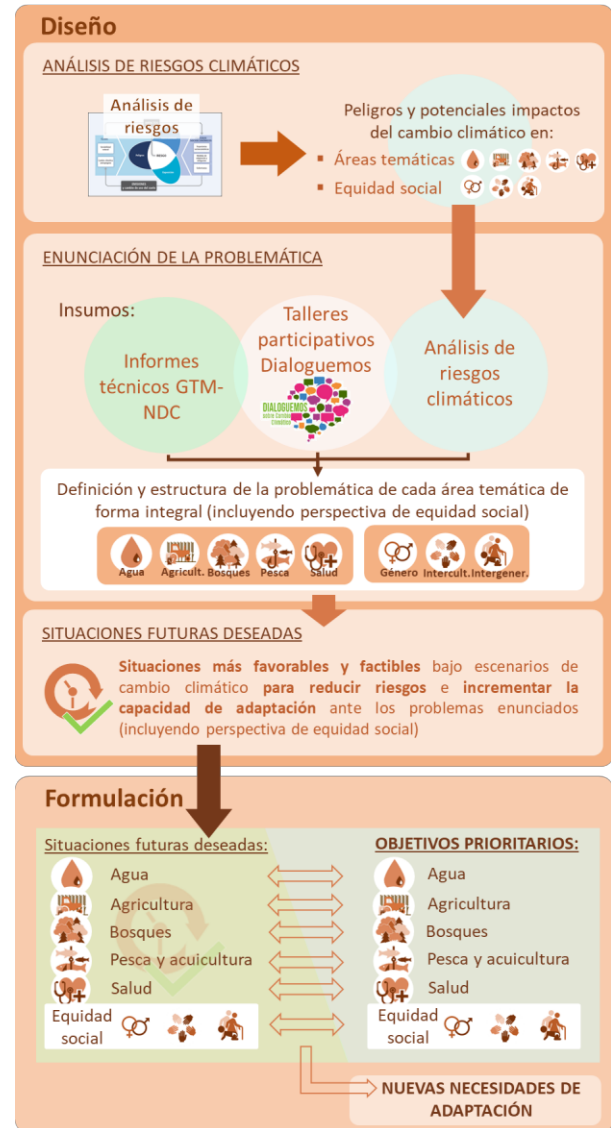 Diseño
ANÁLISIS DE RIESGOS CLIMÁTICOS
Análisis de
riesgos
Peligros y potenciales impactos
del cambio climático en:
▪ Áreas temáticas
▪ Equidad social
ENUNCIACIÓN DE LA PROBLEMÁTICA
Insumos:
Informes
técnicos GTM-
NDC
Talleres
participativos
Dialoguemos
DIALOGUEMOS
sobre Cambio
Climático
Análisis de
riesgos
climáticos
Definición y estructura de la problemática de cada área temática de
forma integral (incluyendo perspectiva de equidad social)
Agua
Agricult.
Bosques
Pesca
Salud
Género
Intercult.
Intergener.
SITUACIONES FUTURAS DESEADAS
Situaciones más favorables y factibles bajo escenarios de
cambio climático para reducir riesgos e incrementar la
capacidad de adaptación ante los problemas enunciados
(incluyendo perspectiva de equidad social)
Formulación
Situaciones futuras deseadas:
Agua
Agricultura
Bosques
Pesca y acuicultura
Salud
Equidad
social
OBJETIVOS PRIORITARIOS:
Agua
Agricultura
Bosques
Pesca y acuicultura
Salud
Equidad
social
NUEVAS NECESIDADES DE
ADAPTACIÓN